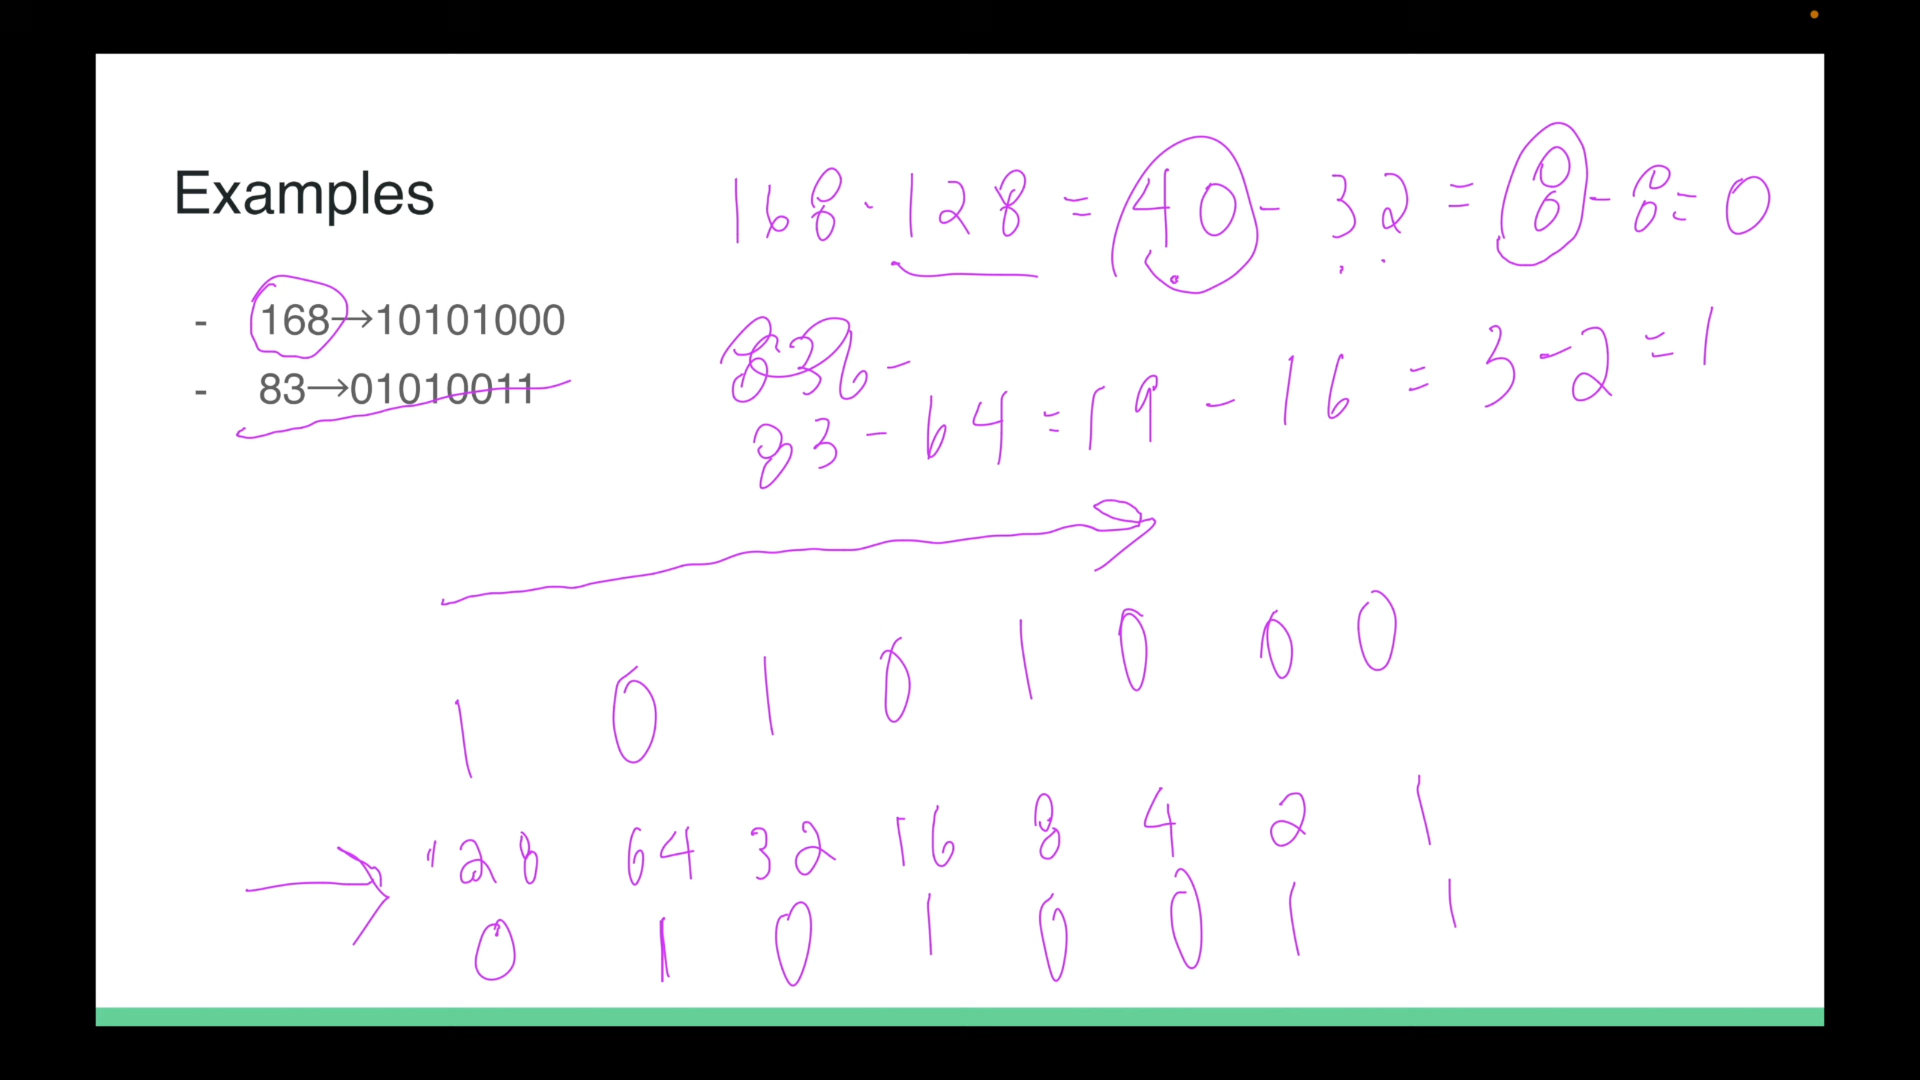 Examples
168 - 128 = 40 - 32 = 8 - 8 = 0
- 168→10101000
836 -
- 83→01010011
83 - 64 = 19 - 16 = 3 - 2 = 1
1 0 1 0 1 0 0 0
128 64 32 16 8 4 2 1
0 1 0 1 0 0 1 1